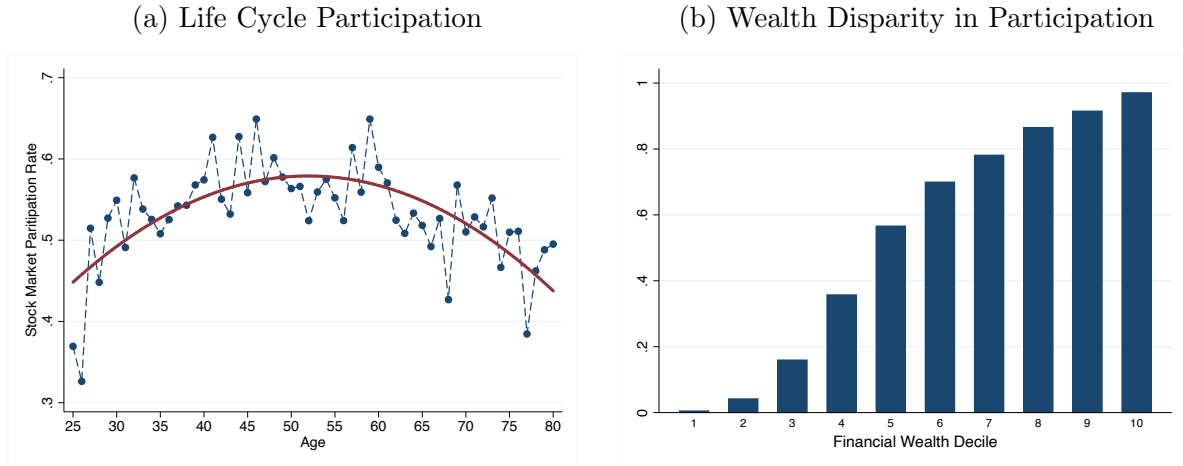 (a) Life Cycle Participation
Stock Market Paritipation Rate
.7
.6
.5
.4
.3
25 30 35 40 45 50 55 60 65 70 75 80
Age
(b) Wealth Disparity in Participation
1
.8
.6
.4
.2
0
1 2 3 4 5 6 7 8 9 10
Financial Wealth Decile